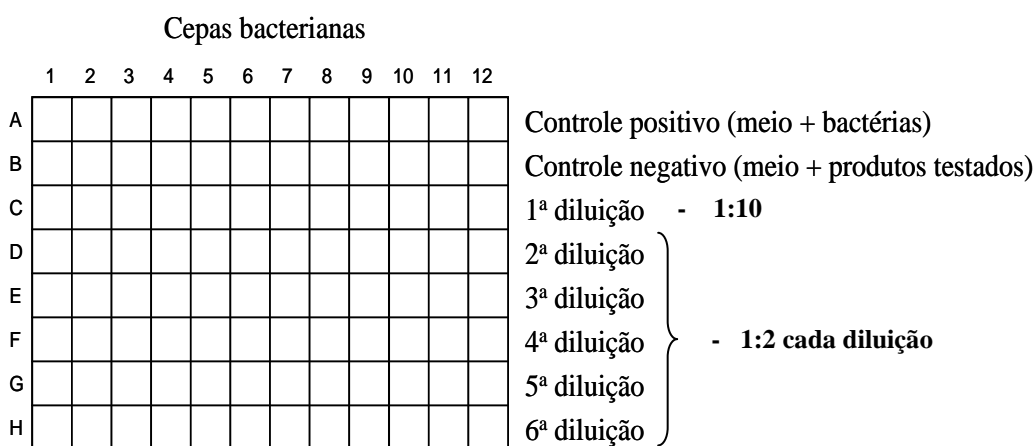 Cepas bacterianas
1 2 3 4 5 6 7 8 9 10 11 12
A Controle positivo (meio + bactérias)
B Controle negativo (meio + produtos testados)
C 1ª diluição - 1:10
D 2ª diluição
E 3ª diluição
F 4ª diluição - 1:2 cada diluição
G 5ª diluição
H 6ª diluição